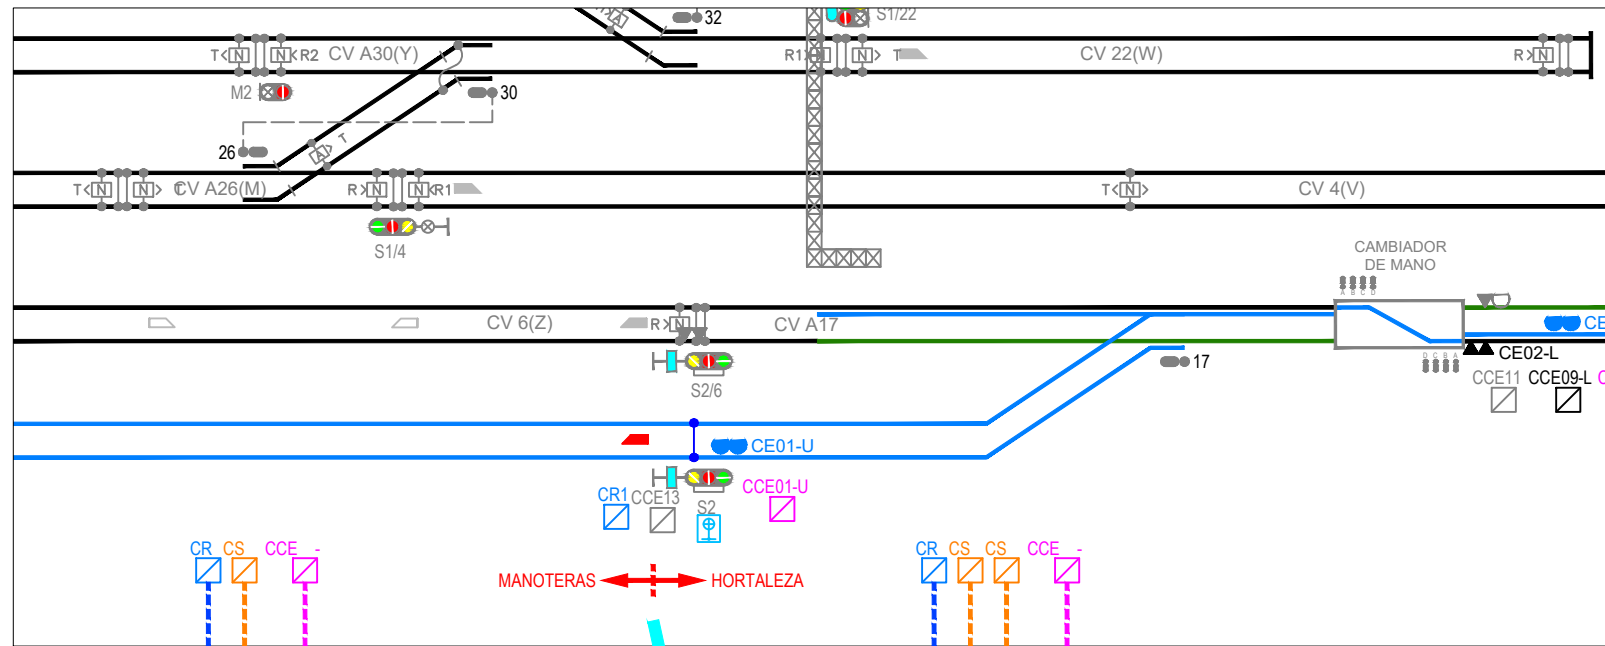 S1/22
32
T N N R2 CV A30(Y)
R1 N N T
CV 22(W)
R N
M2
30
26
A T
T N N T CV A26(M)
R N N R1
T N
CV 4(V)
S1/4
CAMBIADOR
DE MANO
A B C D
CV 6(Z)
R N
CV A17
CE
D C B A
CE02-L
17
S2/6
CCE11 CCE09-L C
CE01-U
CCE01-U
CR1 CCE13
S2
CR CS CCE -
CR CS CS CCE -
MANOTERAS HORTALEZA